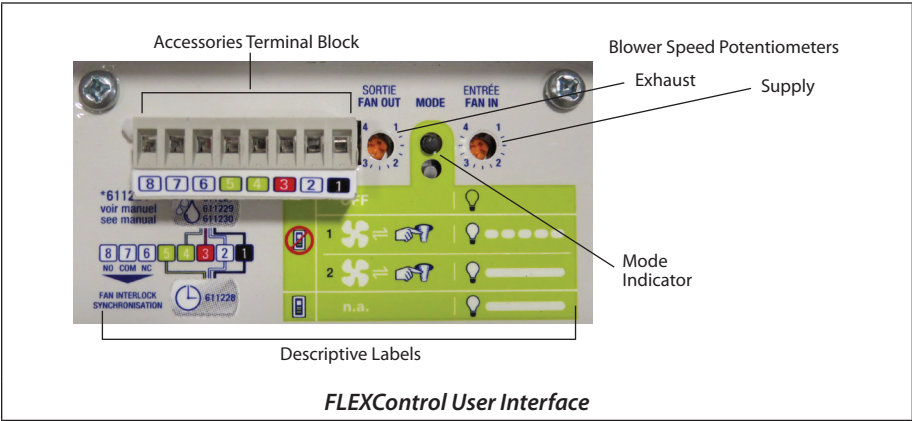 Accessories Terminal Block
Blower Speed Potentiometers
Exhaust
Supply
SORTIE
FAN OUT
MODE
ENTRÉE
FAN IN
4 1
3 2
4 1
3 2
8 7 6 5 4 3 2 1
*6112
voir manuel
see manual
611229
611230
OFF
1
2
n.a.
8 7 6 5 4 3 2 1
NO COM NC
FAN INTERLOCK
SYNCHRONISATION
611228
Mode
Indicator
Descriptive Labels
FLEXControl User Interface